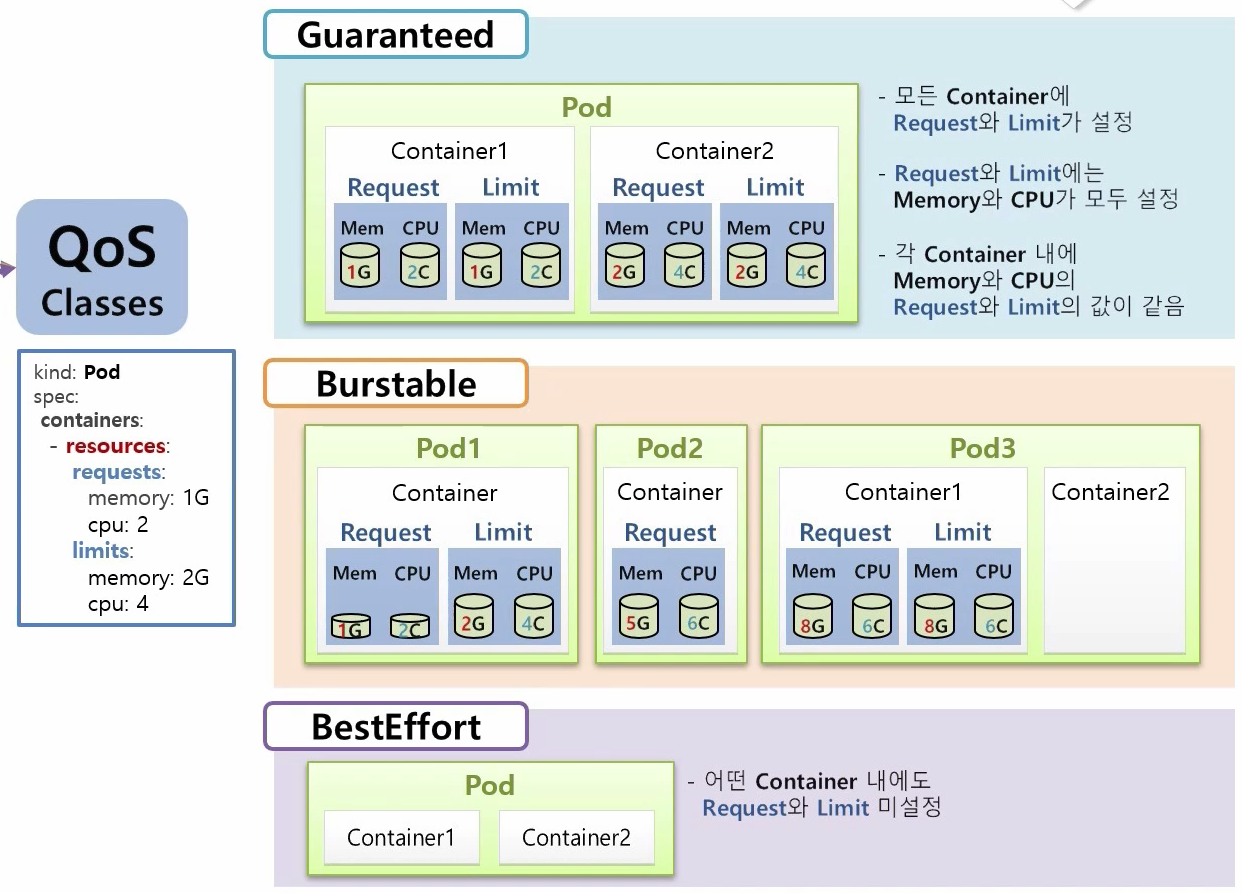 Guaranteed
Pod
Container1
Request Limit
Mem CPU Mem CPU
1G 2C 1G 2C
Container2
Request Limit
Mem CPU Mem CPU
2G 4C 2G 4C
- 모든 Container에
Request와 Limit가 설정
- Request와 Limit에는
Memory와 CPU가 모두 설정
- 각 Container 내에
Memory와 CPU의
Request와 Limit의 값이 같음
QoS
Classes
kind: Pod
spec:
containers:
- resources:
requests:
memory: 1G
cpu: 2
limits:
memory: 2G
cpu: 4
Burstable
Pod1
Container
Request Limit
Mem CPU Mem CPU
1G 2C 2G 4C
Pod2
Container
Request
Mem CPU
5G 6C
Pod3
Container1
Request Limit
Mem CPU Mem CPU
8G 6C 8G 6C
Container2
BestEffort
Pod
Container1
Container2
- 어떤 Container 내에도
Request와 Limit 미설정